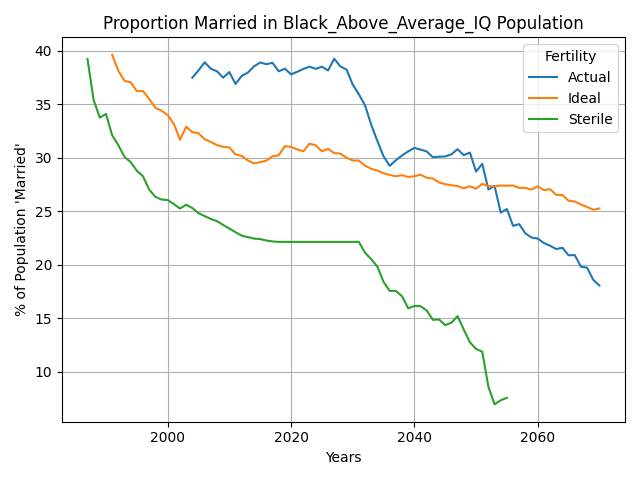 Proportion Married in Black_Above_Average_IQ Population
% of Population 'Married'
40
35
30
25
20
15
10
Fertility
Actual
Ideal
Sterile
2000
2020
2040
2060
Years